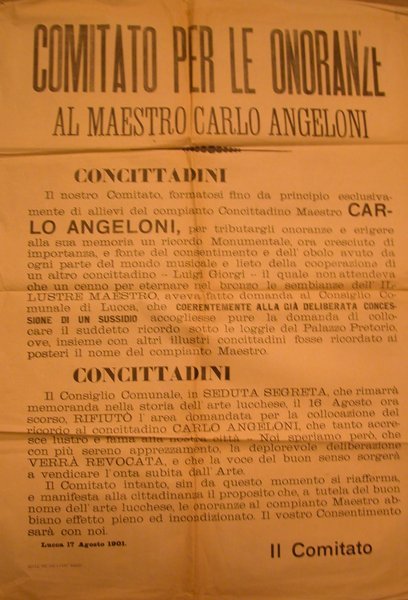 COMITATO PER LE ONORANZE
AL MAESTRO CARLO ANGELONI
CONCITTADINI
Il nostro Comitato, formatosi fino da principio esclusiva-
mente di allievi del compianto Concittadino Maestro CAR-
LO ANGELONI, per tributargli onoranze e erigere
alla sua memoria un ricordo Monumentale, ora cresciuto di
importanza, e fonte del consentimento e dell'obolo avuto da
ogni parte del mondo musicale e lieto della cooperazione di
un altro concittadino - Luigi Giorgi - il quale non attendeva
che un cenno per eternare nel bronzo le sembianze dell'IL-
LUSTRE MAESTRO, aveva fatto domanda al Consiglio Co-
munale di Lucca, che COERENTEMENTE ALLA GIÀ DELIBERATA CONCES-
SIONE DI UN SUSSIDIO accogliesse pure la domanda di collo-
care il suddetto ricordo sotto le loggie del Palazzo Pretorio,
ove, insieme con altri illustri concittadini fosse ricordato ai
posteri il nome del compianto Maestro.
CONCITTADINI
Il Consiglio Comunale, in SEDUTA SEGRETA, che rimarrà
memoranda nella storia dell'arte lucchese, il 16 Agosto ora
scorso, RIFIUTÒ l'area domandata per la collocazione del
ricordo al concittadino CARLO ANGELONI, che tanto accre-
sce lustro e fama alla nostra città - Noi speriamo però, che
con più sereno apprezzamento, la deplorevole deliberazione
VERRÀ REVOCATA, e che la voce del buon senso sorgerà
a vendicare l'onta subita dall'Arte.
Il Comitato intanto, sin da questo momento si riafferma,
e manifesta alla cittadinanza il proposito che, a tutela del buon
nome dell'arte lucchese, le onoranze al compianto Maestro ab-
biano effetto pieno ed incondizionato. Il vostro Consentimento
sarà con noi.
Lucca 17 Agosto 1901.
Il Comitato